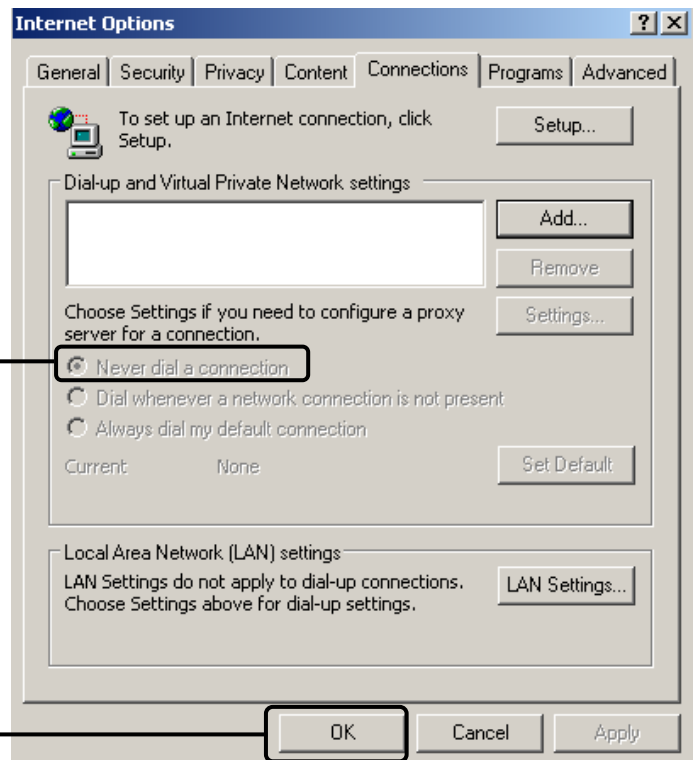 Internet Options
General Security Privacy Content Connections Programs Advanced
To set up an Internet connection, click
Setup.
Setup...
Dial-up and Virtual Private Network settings
Add...
Remove
Choose Settings if you need to configure a proxy
server for a connection.
Settings...
Never dial a connection
Dial whenever a network connection is not present
Always dial my default connection
Current None
Set Default
Local Area Network (LAN) settings
LAN Settings do not apply to dial-up connections.
Choose Settings above for dial-up settings.
LAN Settings...
OK Cancel Apply